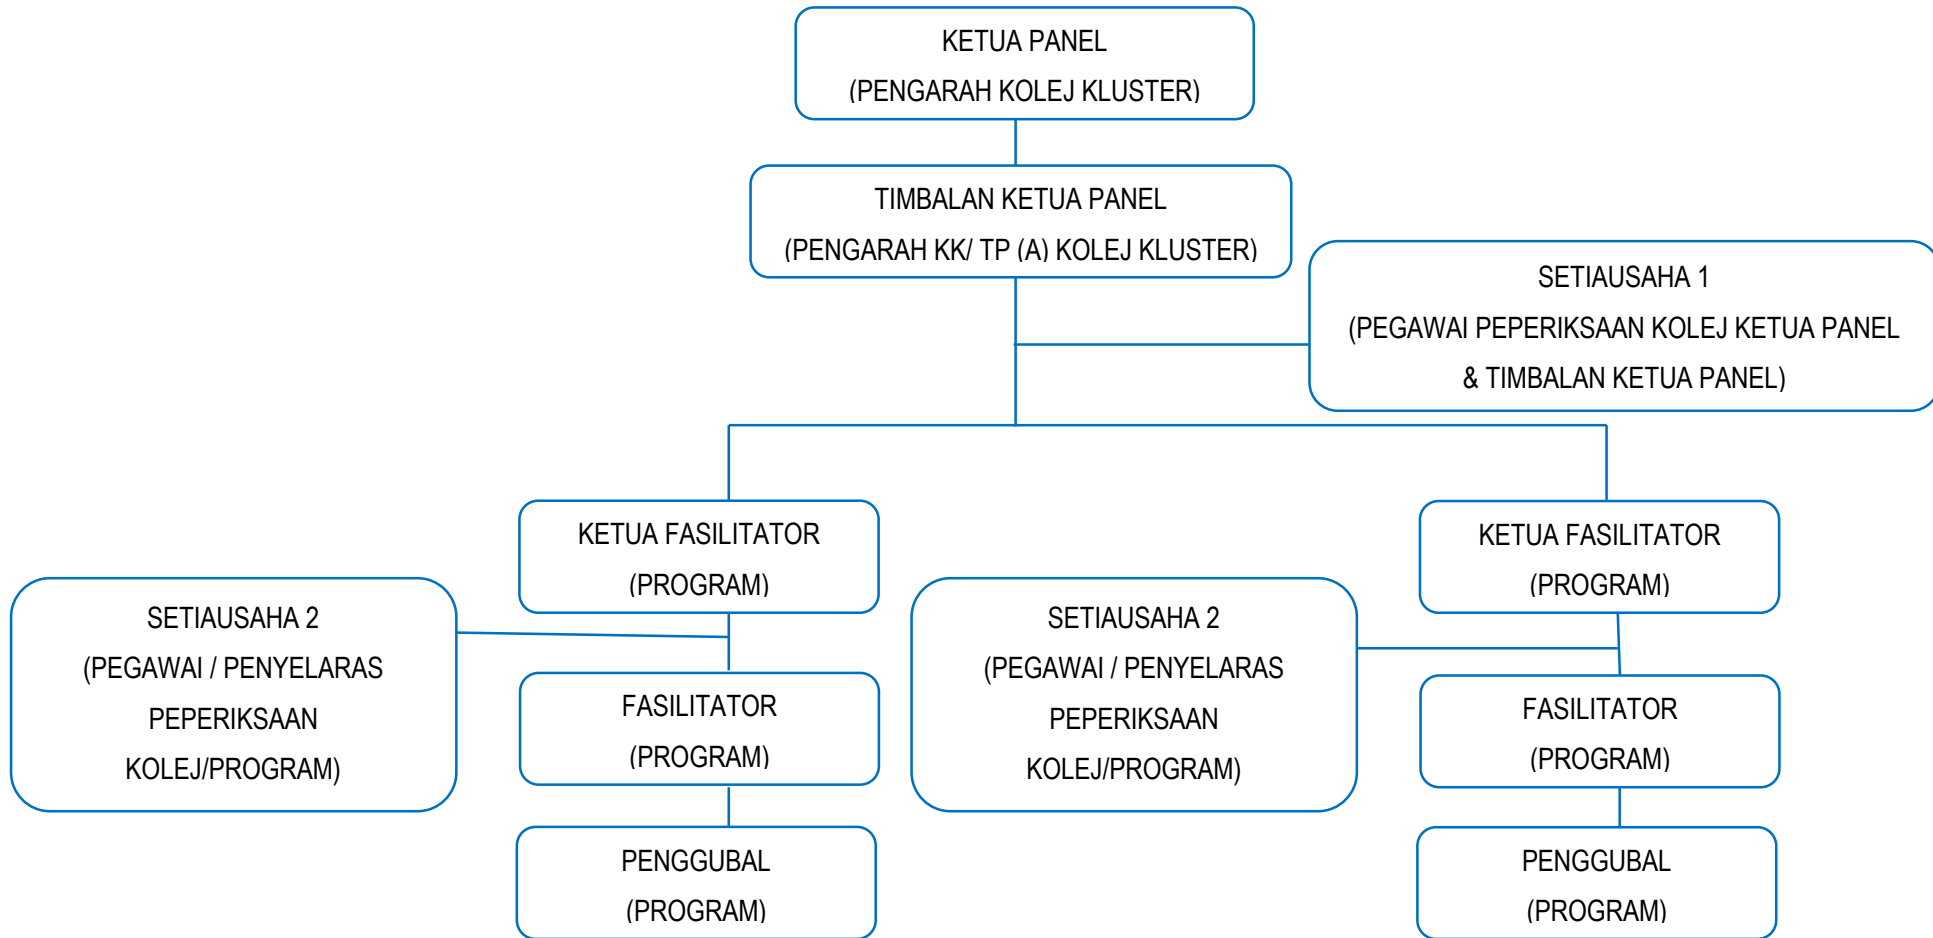 KETUA PANEL
(PENGARAH KOLEJ KLUSTER)
TIMBALAN KETUA PANEL
(PENGARAH KK/ TP (A) KOLEJ KLUSTER)
SETIAUSAHA 1
(PEGAWAI PEPERIKSAAN KOLEJ KETUA PANEL
& TIMBALAN KETUA PANEL)
KETUA FASILITATOR
(PROGRAM)
SETIAUSAHA 2
(PEGAWAI / PENYELARAS
PEPERIKSAAN
KOLEJ/PROGRAM)
FASILITATOR
(PROGRAM)
PENGGUBAL
(PROGRAM)
KETUA FASILITATOR
(PROGRAM)
SETIAUSAHA 2
(PEGAWAI / PENYELARAS
PEPERIKSAAN
KOLEJ/PROGRAM)
FASILITATOR
(PROGRAM)
PENGGUBAL
(PROGRAM)